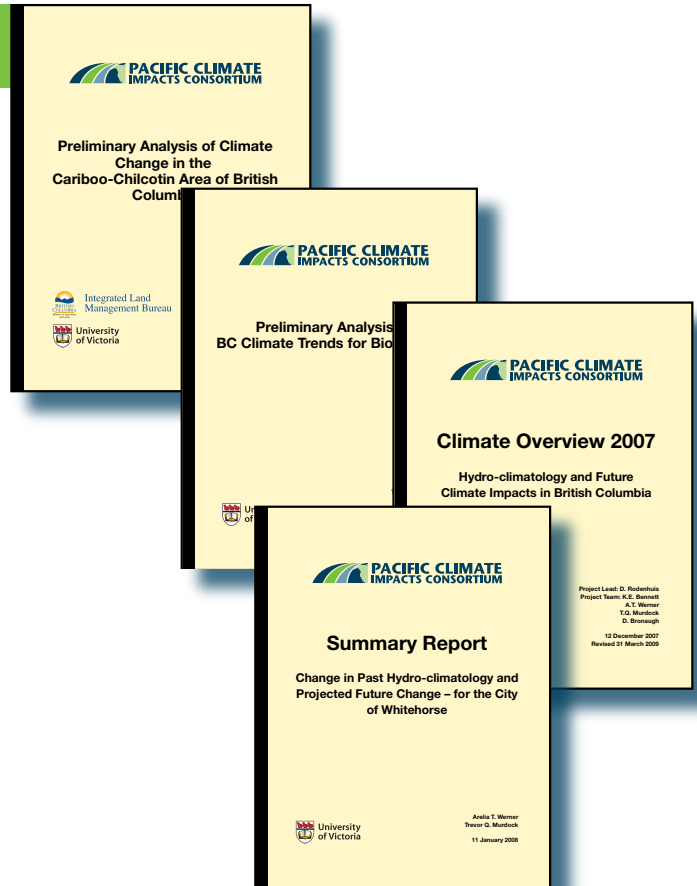 PACIFIC CLIMATE
IMPACTS CONSORTIUM
Preliminary Analysis of Climate
Change in the
Cariboo-Chilcotin Area of British
BRITISH
COLUMBIA
Integrated Land
Management Bureau
University
of Victoria
PACIFIC CLIMATE
IMPACTS CONSORTIUM
Preliminary Analysis
BC Climate Trends for
of
PACIFIC CLIMATE
IMPACTS CONSORTIUM
Climate Overview 2007
Hydro-climatology and Future
Climate Impacts in British Columbia
Project Lead: D. Rodenhuis
Project Team: K.E. Bennett
A.T. Werner
T.Q. Murdock
D. Bronaugh
12 December 2007
Revised 31 March 2009
PACIFIC CLIMATE
IMPACTS CONSORTIUM
Summary Report
Change in Past Hydro-climatology and
Projected Future Change – for the City
of Whitehorse
University
of Victoria
Arelia T. Werner
Trevor Q. Murdock
11 January 2008